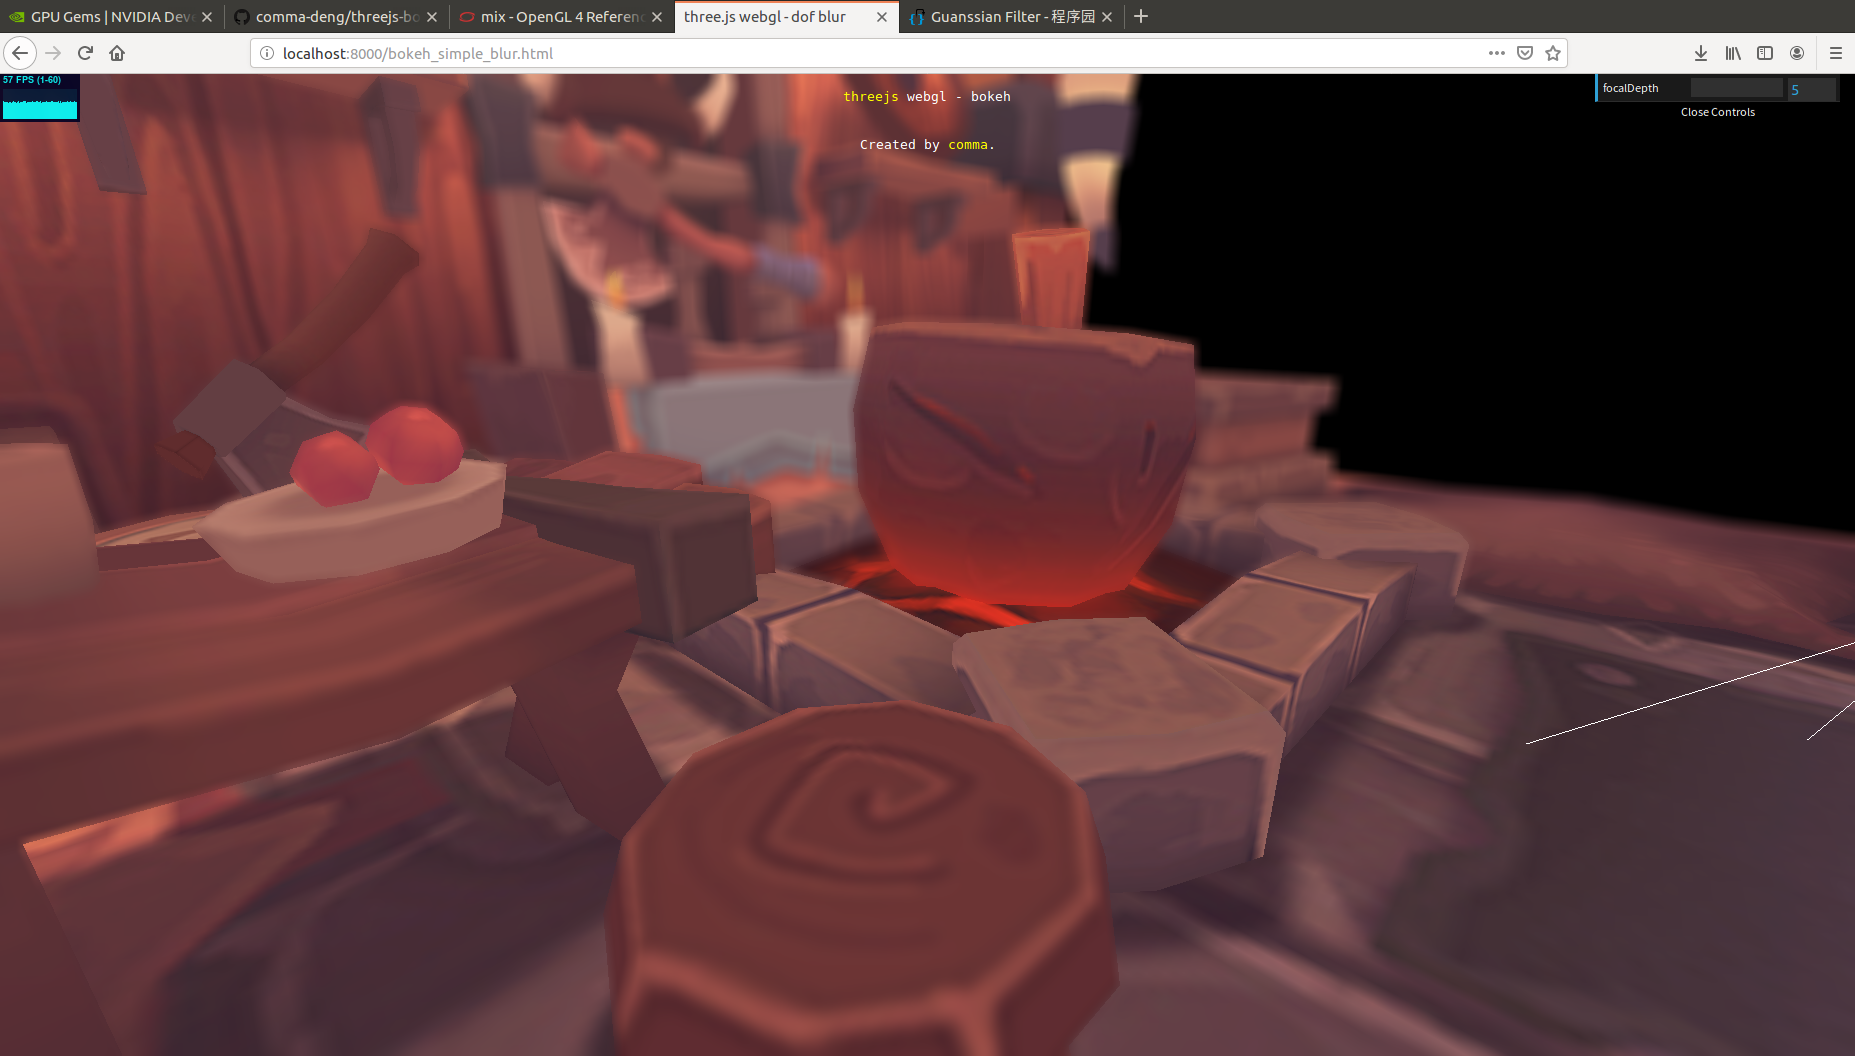 GPU Gems | NVIDIA Dev
comma-deng/threejs-bo
mix - OpenGL 4 Referen
three.js webgl - dof blur
Guanssian Filter - 程序园
localhost:8000/bokeh_simple_blur.html
57 FPS (1-60)
threejs webgl - bokeh
Created by comma.
focalDepth 5
Close Controls